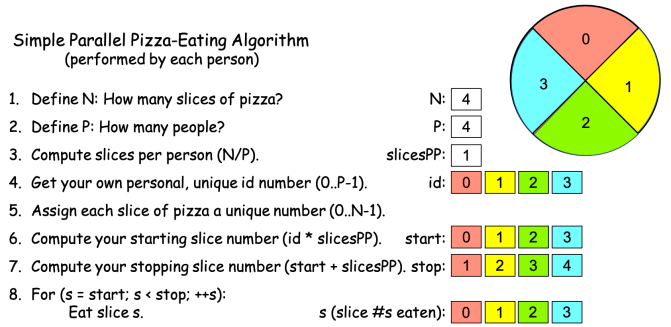 Simple Parallel Pizza-Eating Algorithm
(performed by each person)
0
1
2
3
1. Define N: How many slices of pizza? N: 4
2. Define P: How many people? P: 4
3. Compute slices per person (N/P). slicesPP: 1
4. Get your own personal, unique id number (0..P-1). id: 0 1 2 3
5. Assign each slice of pizza a unique number (0..N-1).
6. Compute your starting slice number (id * slicesPP). start: 0 1 2 3
7. Compute your stopping slice number (start + slicesPP). stop: 1 2 3 4
8. For (s = start; s < stop; ++s):
Eat slice s. s (slice #s eaten): 0 1 2 3